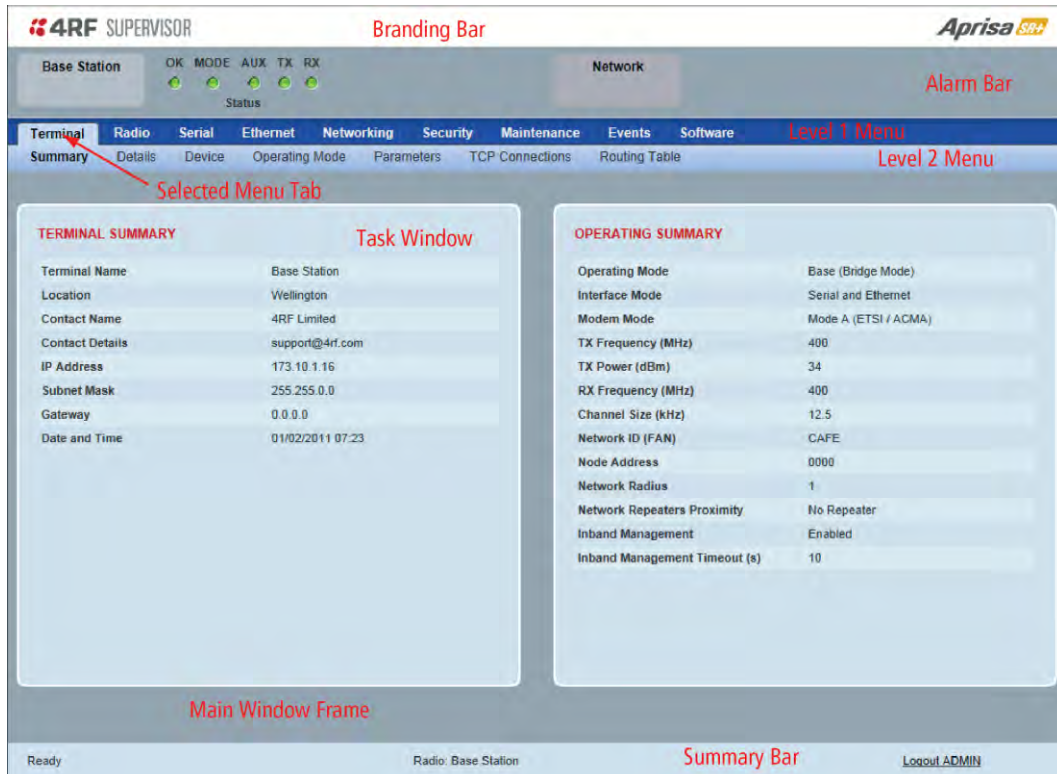 4RF SUPERVISOR Branding Bar Aprisa SR+
Base Station OK MODE AUX TX RX Network Alarm Bar
Status
Terminal Radio Serial Ethernet Networking Security Maintenance Events Software Level 1 Menu
Summary Details Device Operating Mode Parameters TCP Connections Routing Table Level 2 Menu
Selected Menu Tab
TERMINAL SUMMARY Task Window
Terminal Name Base Station
Location Wellington
Contact Name 4RF Limited
Contact Details support@4rf.com
IP Address 173.10.1.16
Subnet Mask 255.255.0.0
Gateway 0.0.0.0
Date and Time 01/02/2011 07:23
OPERATING SUMMARY
Operating Mode Base (Bridge Mode)
Interface Mode Serial and Ethernet
Modem Mode Mode A (ETSI / ACMA)
TX Frequency (MHz) 400
TX Power (dBm) 34
RX Frequency (MHz) 400
Channel Size (kHz) 12.5
Network ID (FAN) CAFE
Node Address 0000
Network Radius 1
Network Repeaters Proximity No Repeater
Inband Management Enabled
Inband Management Timeout (s) 10
Main Window Frame
Ready Radio: Base Station Summary Bar Logout ADMIN